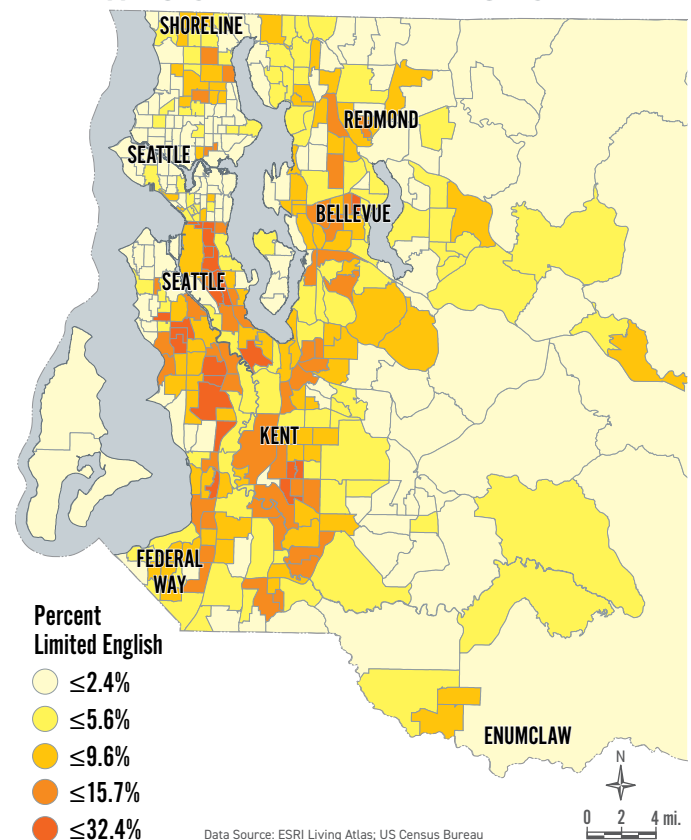 SHORELINE
REDMOND
SEATTLE
BELLEVUE
SEATTLE
KENT
FEDERAL
WAY
Percent
Limited English
≤2.4%
≤5.6%
≤9.6%
≤15.7%
≤32.4%
ENUMCLAW
N
0 2 4 mi.
Data Source: ESRI Living Atlas; US Census Bureau